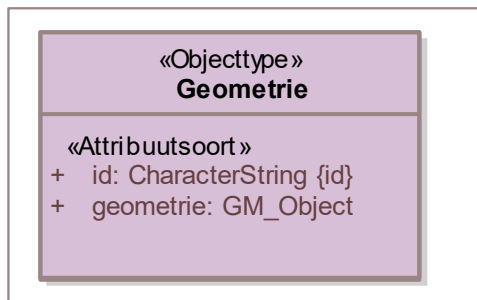 «Objecttype»
Geometrie
«Attribuutsoort»
+ id: CharacterString {id}
+ geometrie: GM_Object